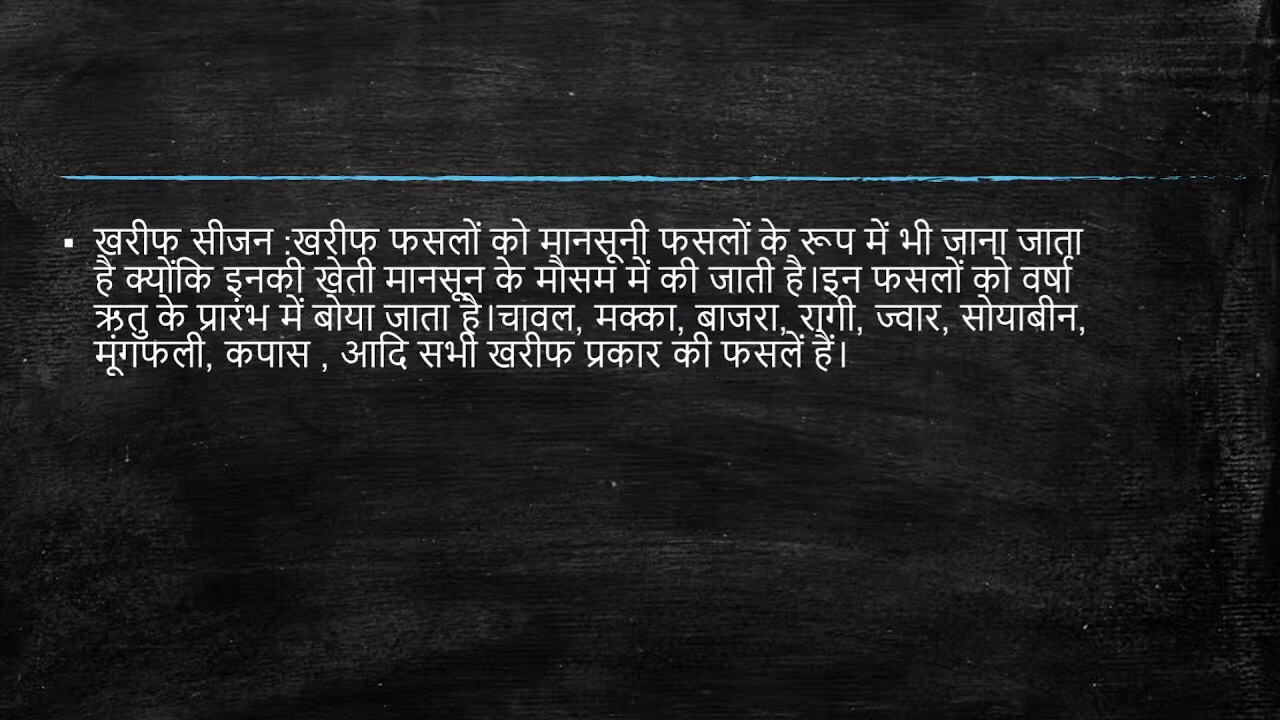 ▪ खरीफ सीजन :खरीफ फसलों को मानसूनी फसलों के रूप में भी जाना जाता
है क्योंकि इनकी खेती मानसून के मौसम में की जाती है।इन फसलों को वर्षा
ऋतु के प्रारंभ में बोया जाता है।चावल, मक्का, बाजरा, रागी, ज्वार, सोयाबीन,
मूंगफली, कपास , आदि सभी खरीफ प्रकार की फसलें हैं।